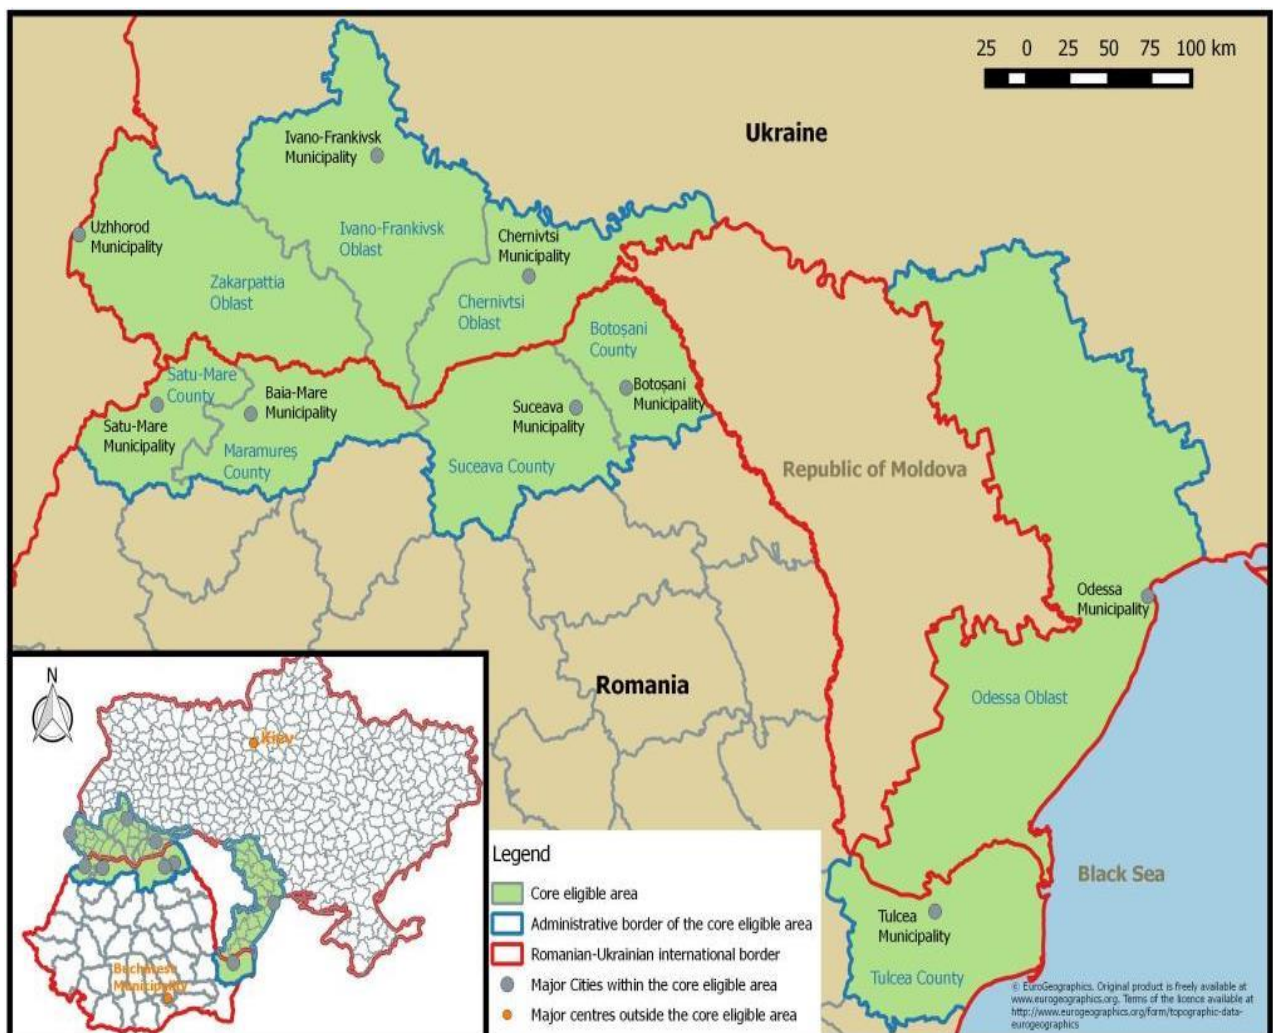 25 0 25 50 75 100 km
Ukraine
Ivano-Frankivsk
Municipality
Uzhhorod
Municipality
Ivano-Frankivsk
Oblast
Chernivtsi
Municipality
Zakarpattia
Oblast
Chernivtsi
Oblast
Botoșani
County
Satu-Mare
County
Baia-Mare
Municipality
Botoșani
Municipality
Suceava
Municipality
Satu-Mare
Municipality
Maramureș
County
Suceava County
Republic of Moldova
Odessa
Municipality
Romania
Odessa Oblast
N
Kiev
Bucharest
Municipality
Legend
Core eligible area
Administrative border of the core eligible area
Romanian-Ukrainian international border
Major Cities within the core eligible area
Major centres outside the core eligible area
Black Sea
Tulcea
Municipality
Tulcea County
© EuroGeographics. Original product is freely available at
www.eurogeographics.org. Terms of the licence available at
http://www.eurogeographics.org/form/topographic-data-
eurogeographics